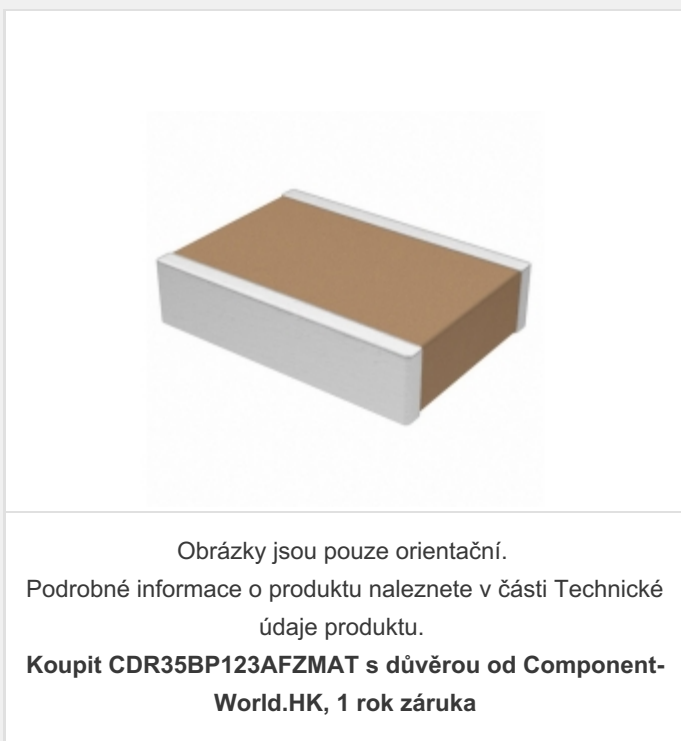 Obrázky jsou pouze orientační.
Podrobné informace o produktu naleznete v části Technické
údaje produktu.
Koupit CDR35BP123AFZMAT s důvěrou od Component-
World.HK, 1 rok záruka